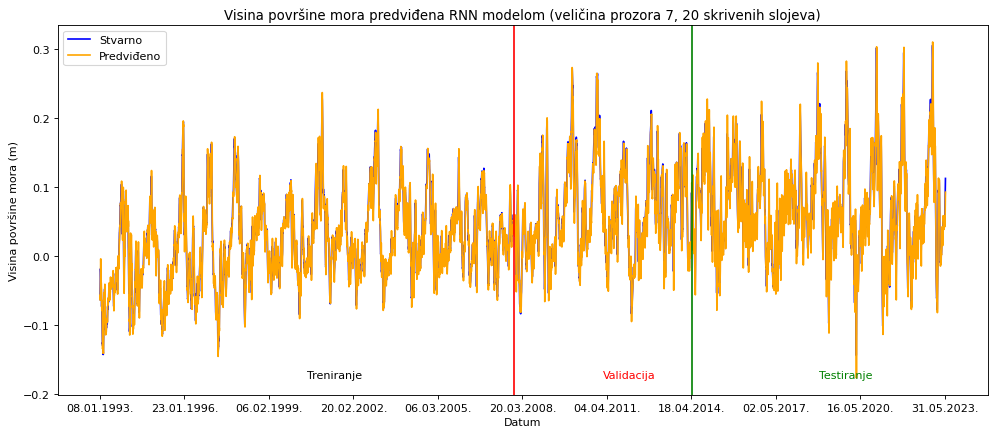 Visina površine mora predviđena RNN modelom (veličina prozora 7, 20 skrivenih slojeva)
Stvarno
Predviđeno
Visina površine mora (m)
0.3
0.2
0.1
0.0
−0.1
−0.2
Treniranje
Validacija
Testiranje
08.01.1993. 23.01.1996. 06.02.1999. 20.02.2002. 06.03.2005. 20.03.2008. 04.04.2011. 18.04.2014. 02.05.2017. 16.05.2020. 31.05.2023.
Datum